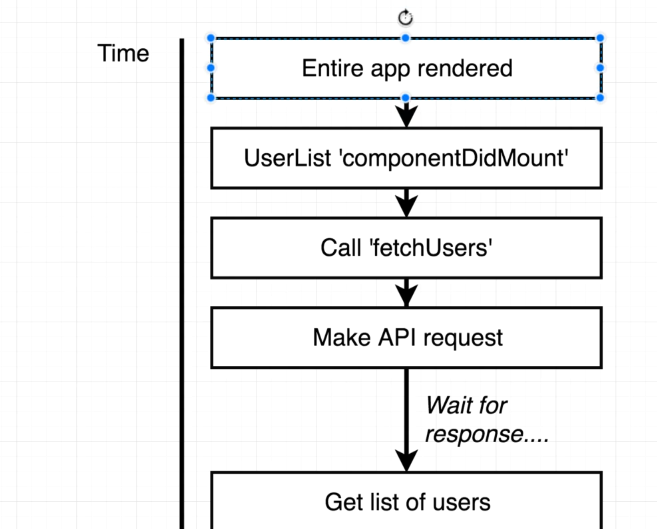 Time
Entire app rendered
UserList 'componentDidMount'
Call 'fetchUsers'
Make API request
Wait for
response....
Get list of users